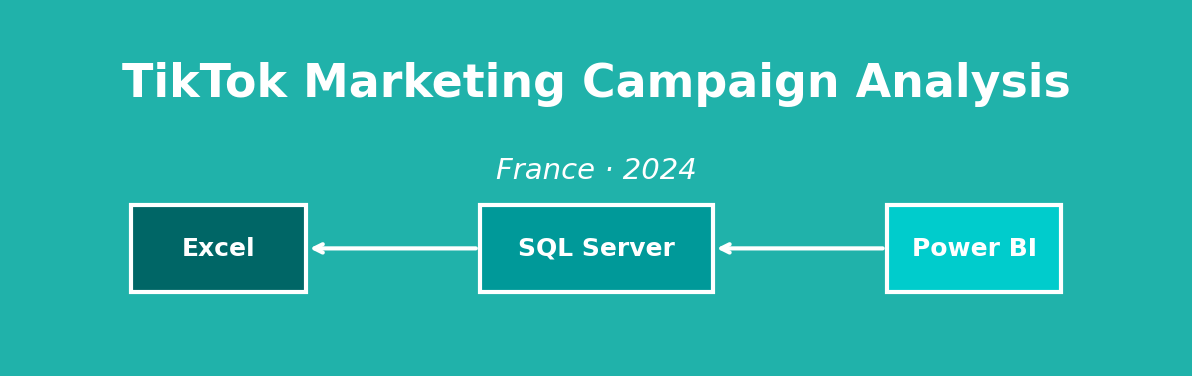 TikTok Marketing Campaign Analysis
France · 2024
Excel
SQL Server
Power BI